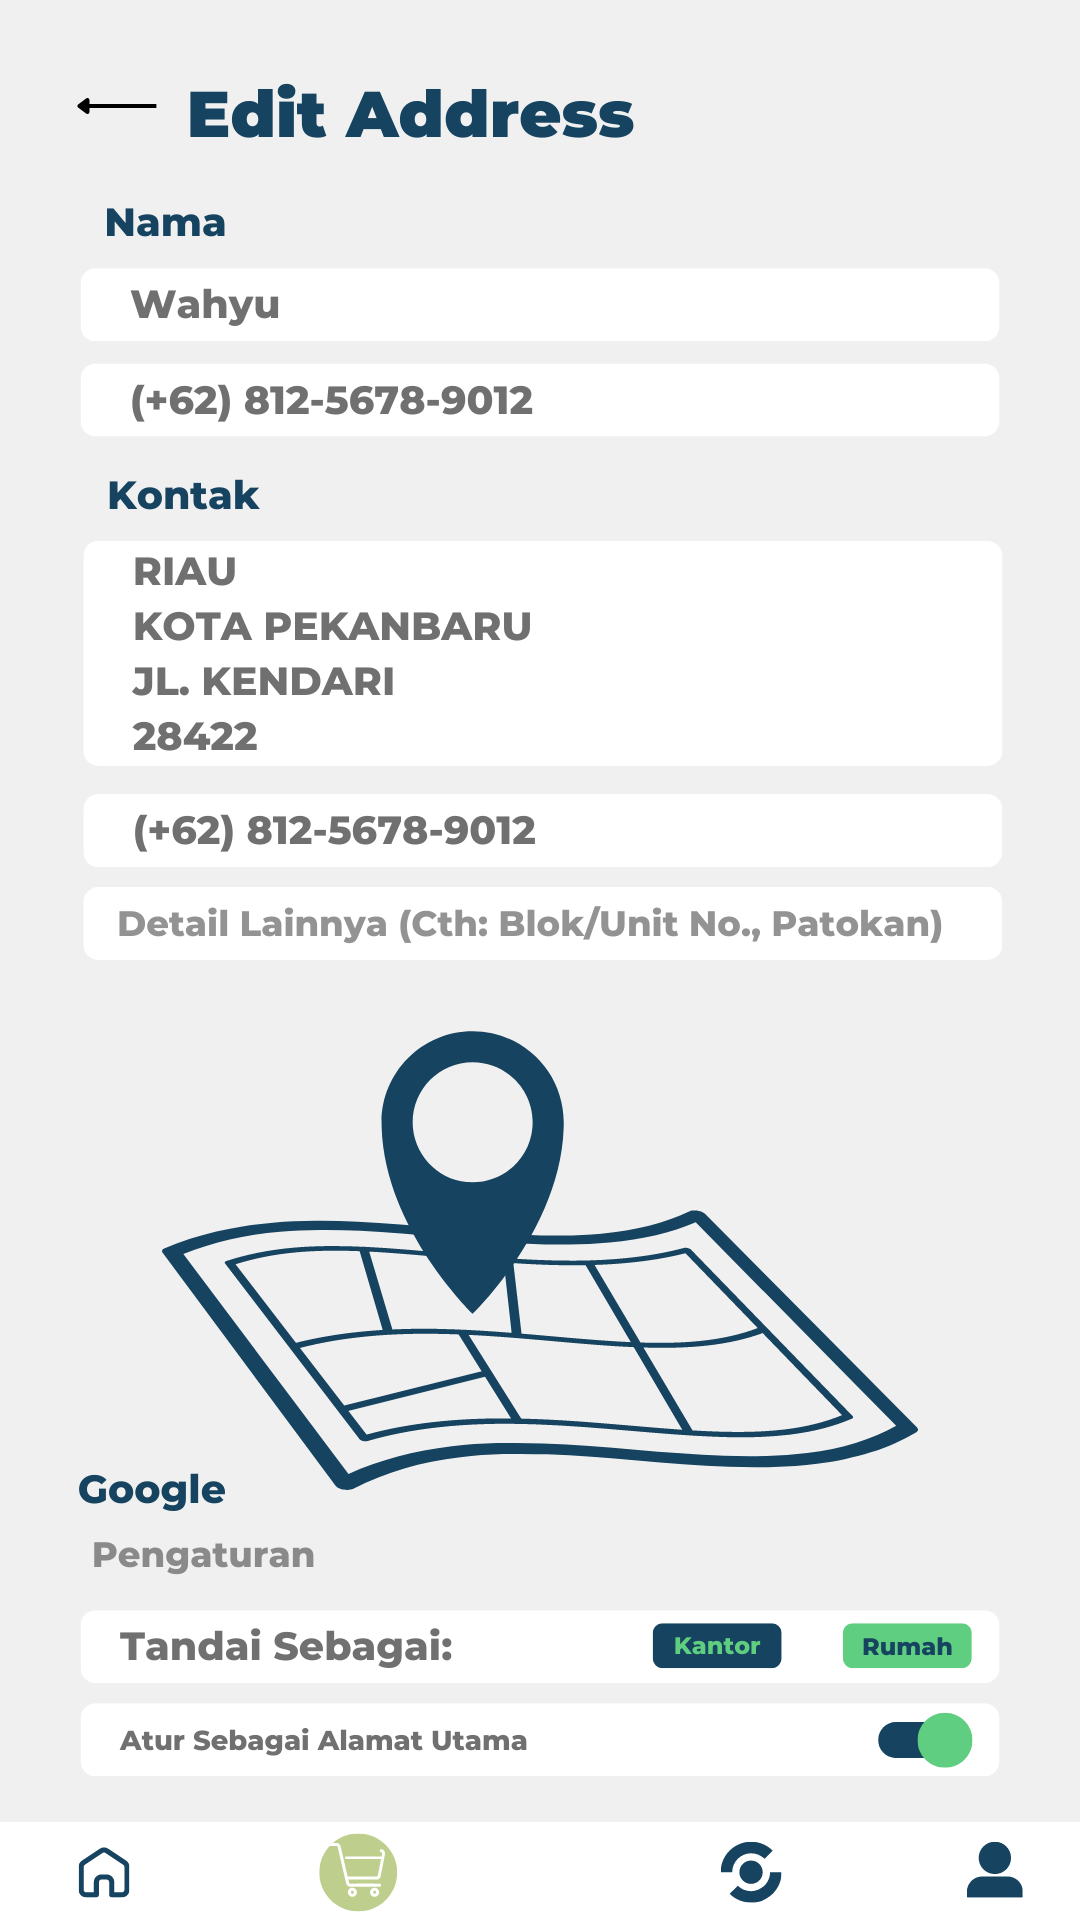 Edit Address
Nama
Wahyu
(+62) 812-5678-9012
Kontak
RIAU
KOTA PEKANBARU
JL. KENDARI
28422
(+62) 812-5678-9012
Detail Lainnya (Cth: Blok/Unit No., Patokan)
Google
Pengaturan
Tandai Sebagai: Kantor Rumah
Atur Sebagai Alamat Utama